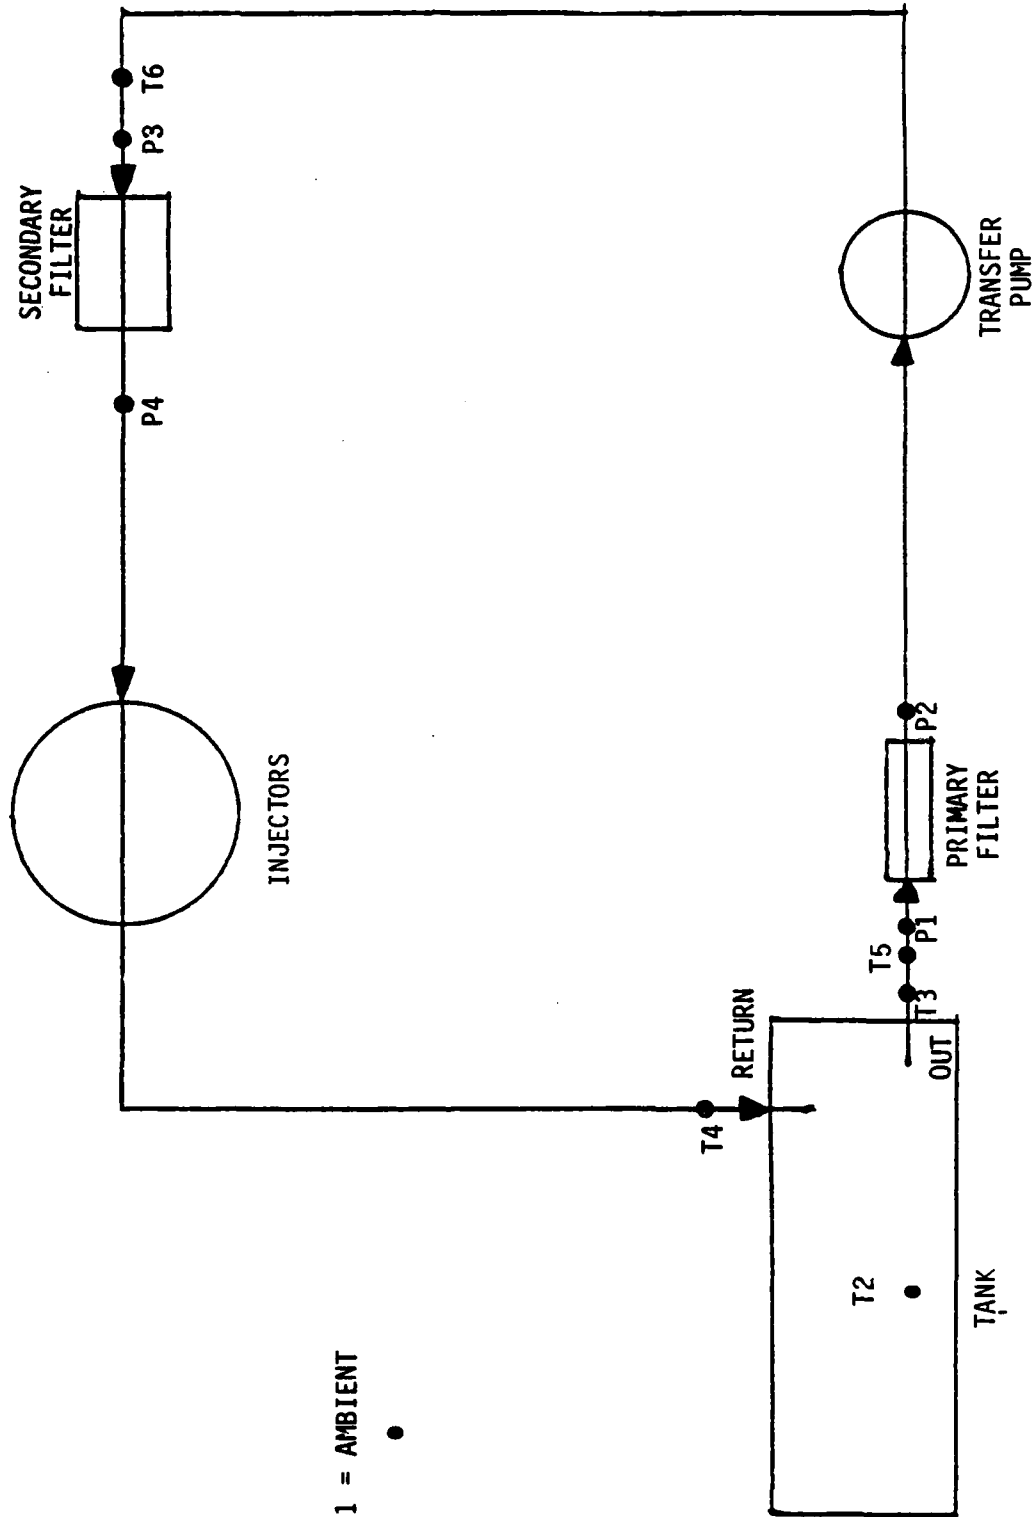 SECONDARY
FILTER
P4
P3
T6
INJECTORS
1 = AMBIENT
T4
RETURN
T2
T5
T3
P1
P2
OUT
PRIMARY
FILTER
TANK
TRANSFER
PUMP